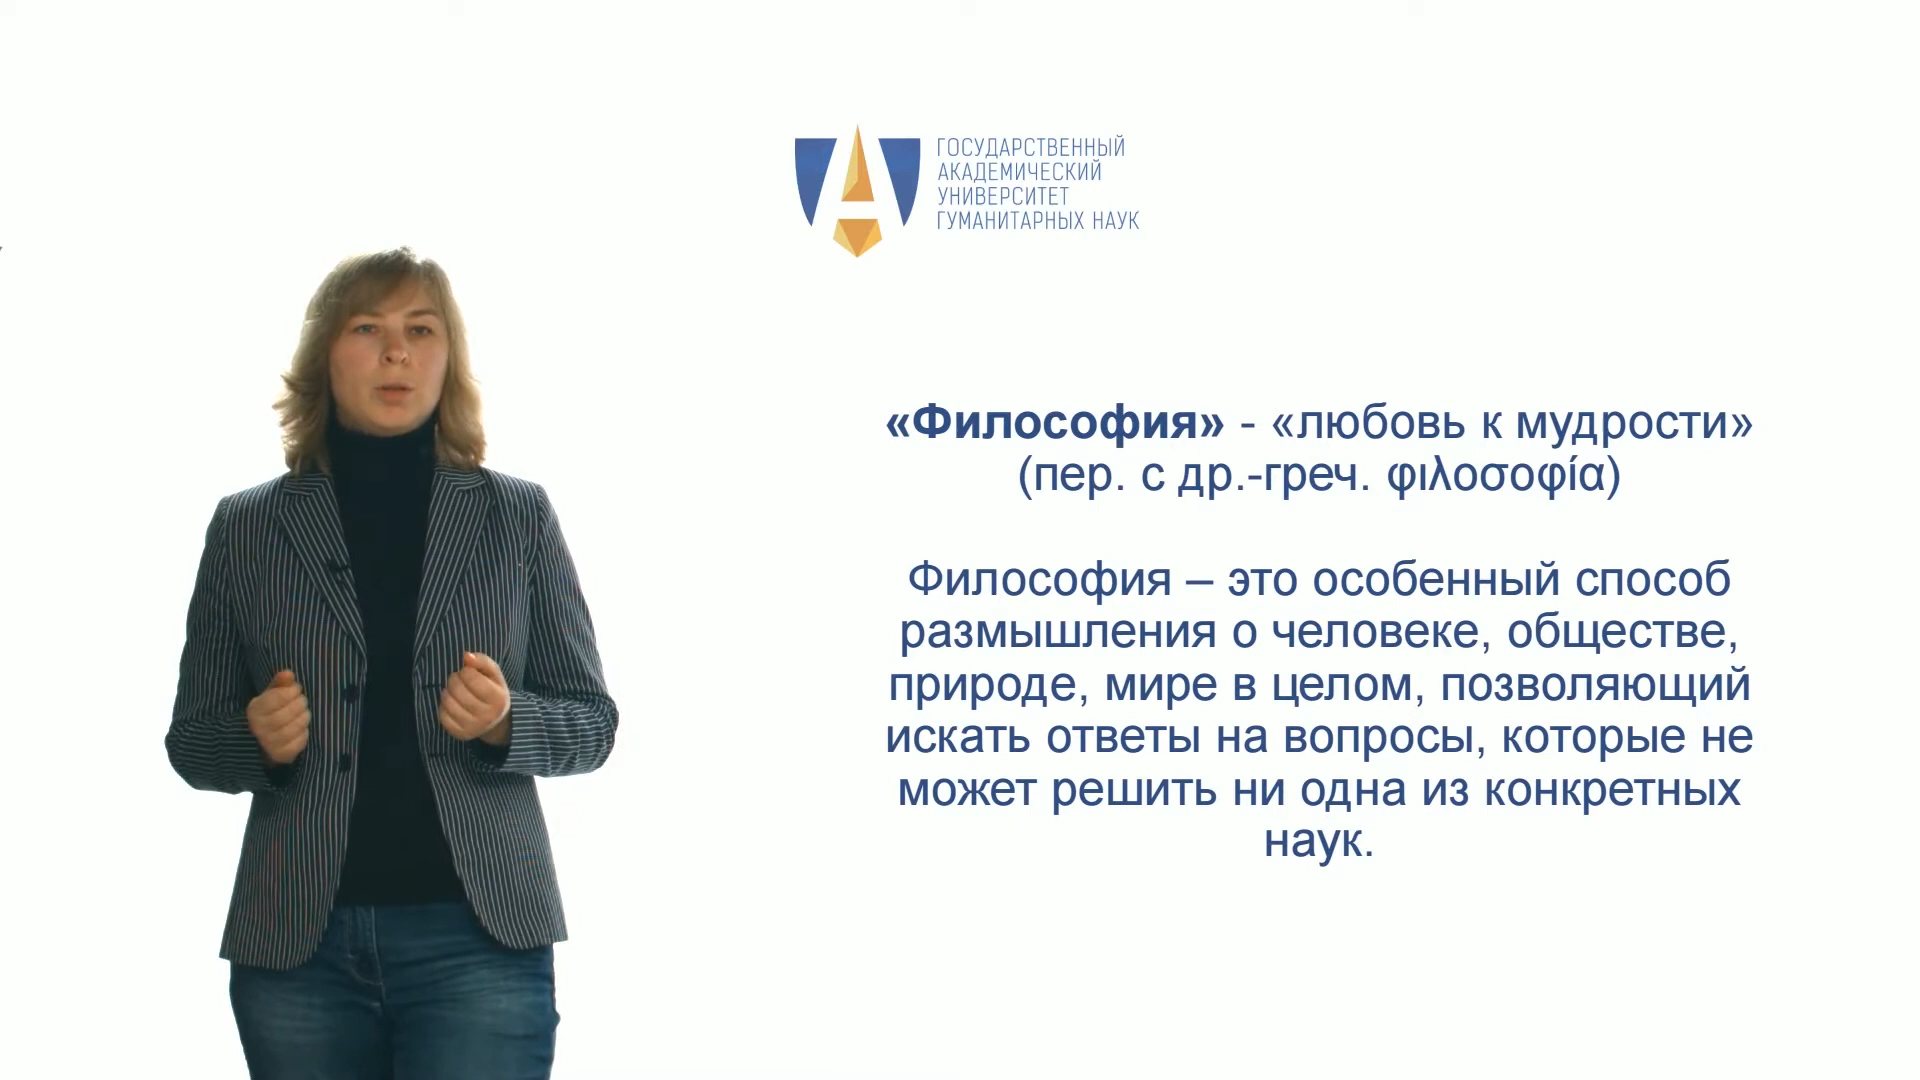 ГОСУДАРСТВЕННЫЙ
АКАДЕМИЧЕСКИЙ
УНИВЕРСИТЕТ
ГУМАНИТАРНЫХ НАУК
«Философия» - «любовь к мудрости»
(пер. с др.-греч. φιλοσοφία)
Философия – это особенный способ
размышления о человеке, обществе,
природе, мире в целом, позволяющий
искать ответы на вопросы, которые не
может решить ни одна из конкретных
наук.